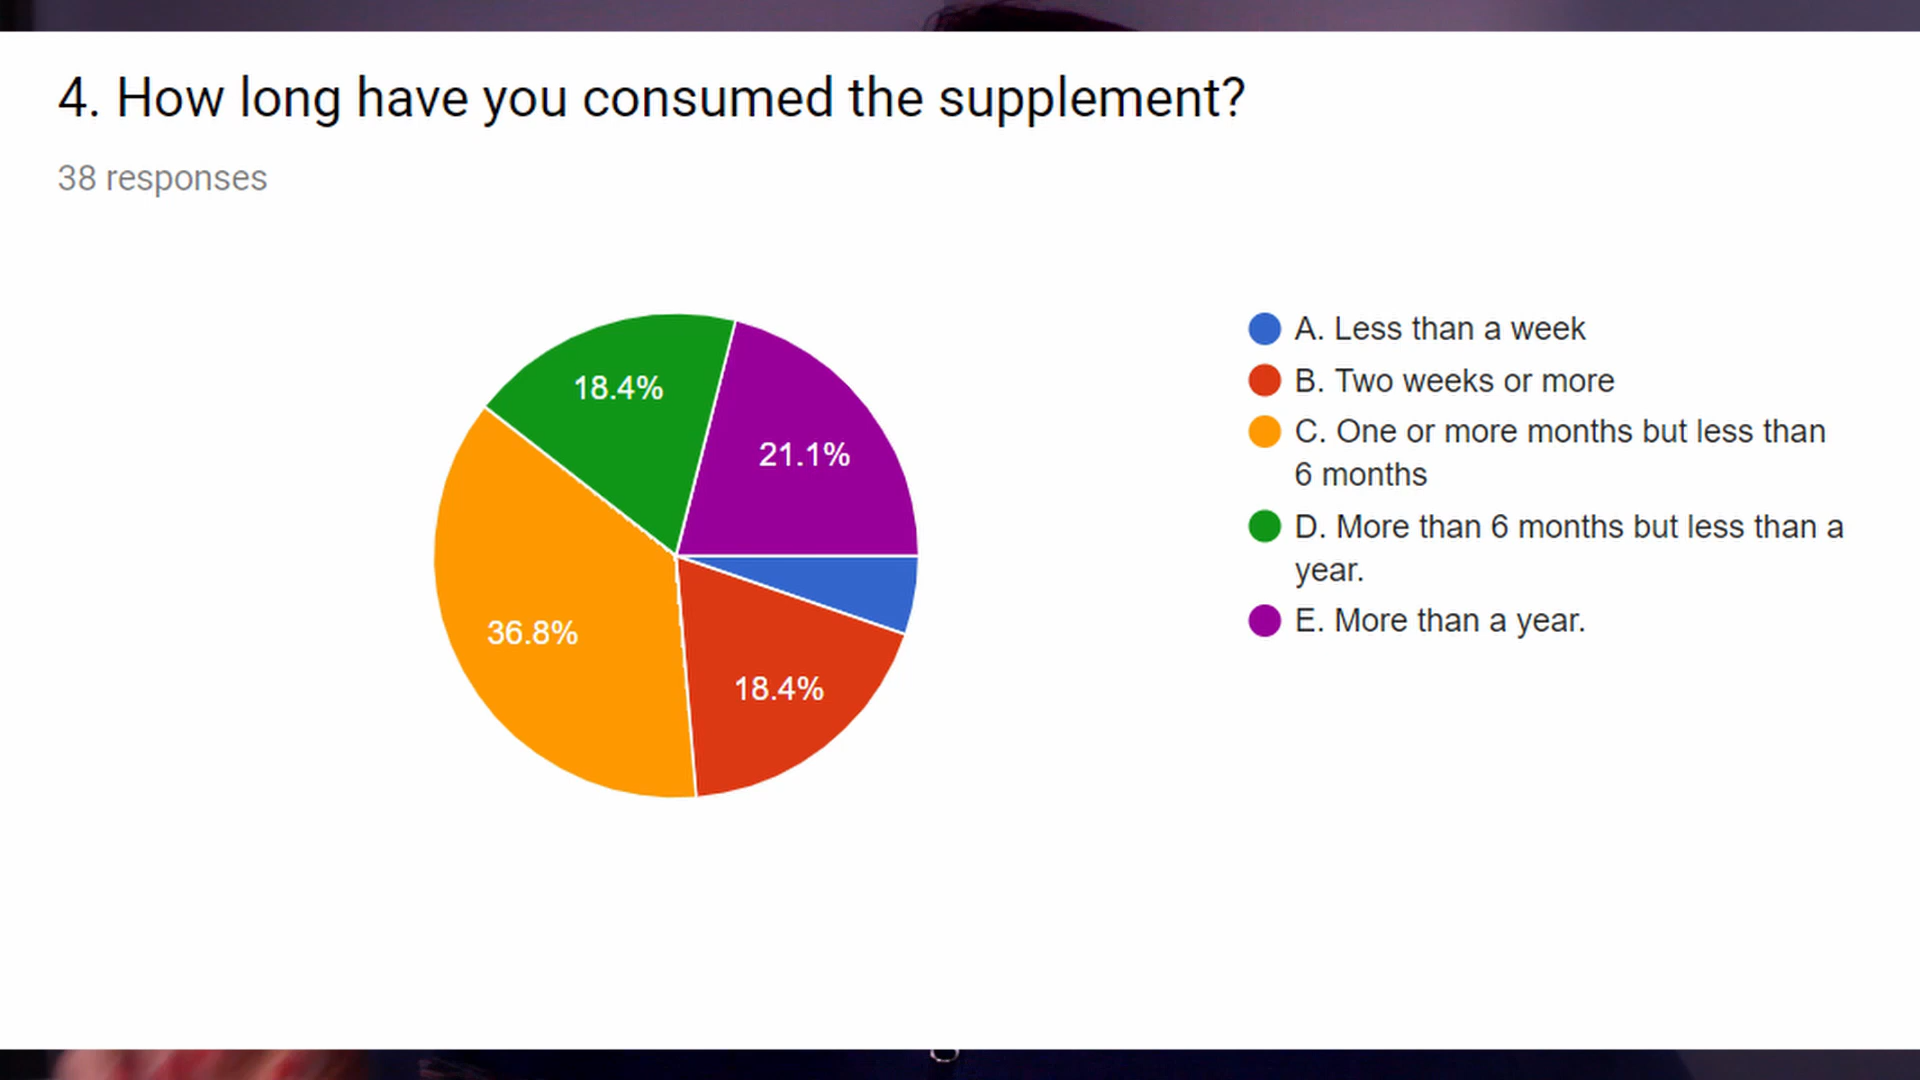 4. How long have you consumed the supplement?
38 responses
18.4%
21.1%
36.8%
18.4%
A. Less than a week
B. Two weeks or more
C. One or more months but less than
6 months
D. More than 6 months but less than a
year.
E. More than a year.